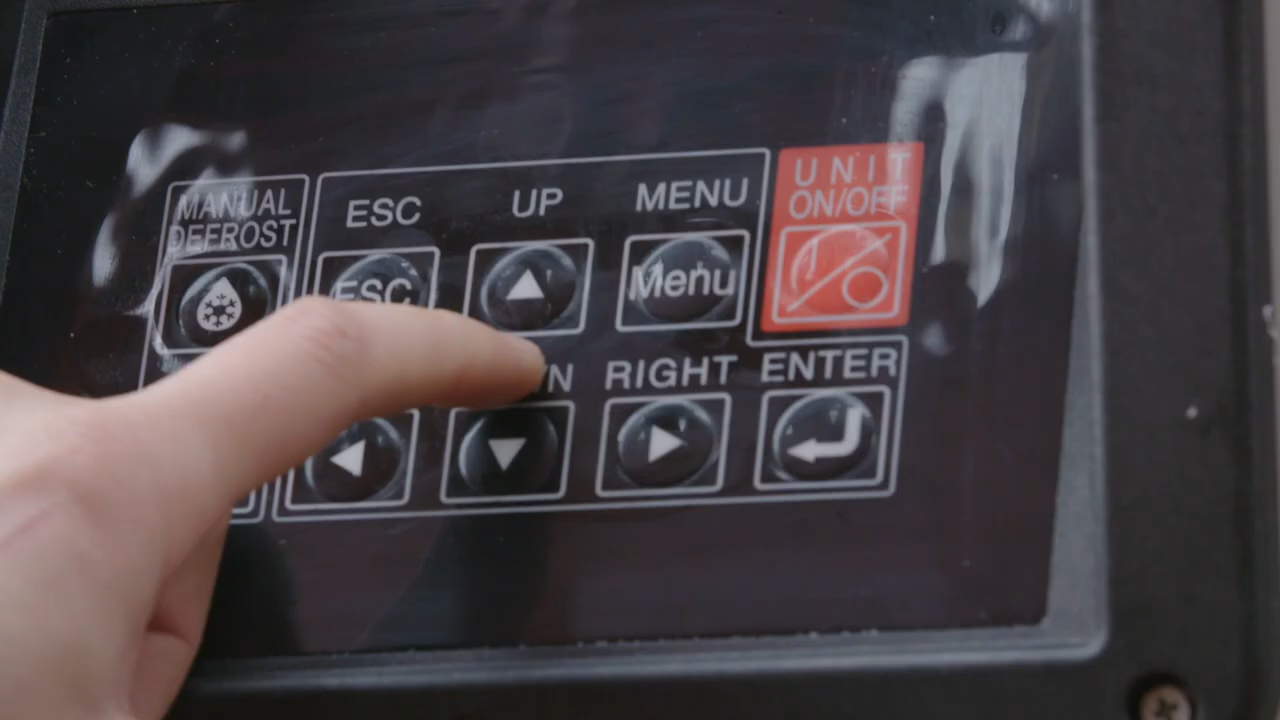 MANUAL
DEFROST
ESC
UP
MENU
UNIT
ON/OFF
ESC
Menu
RIGHT
ENTER